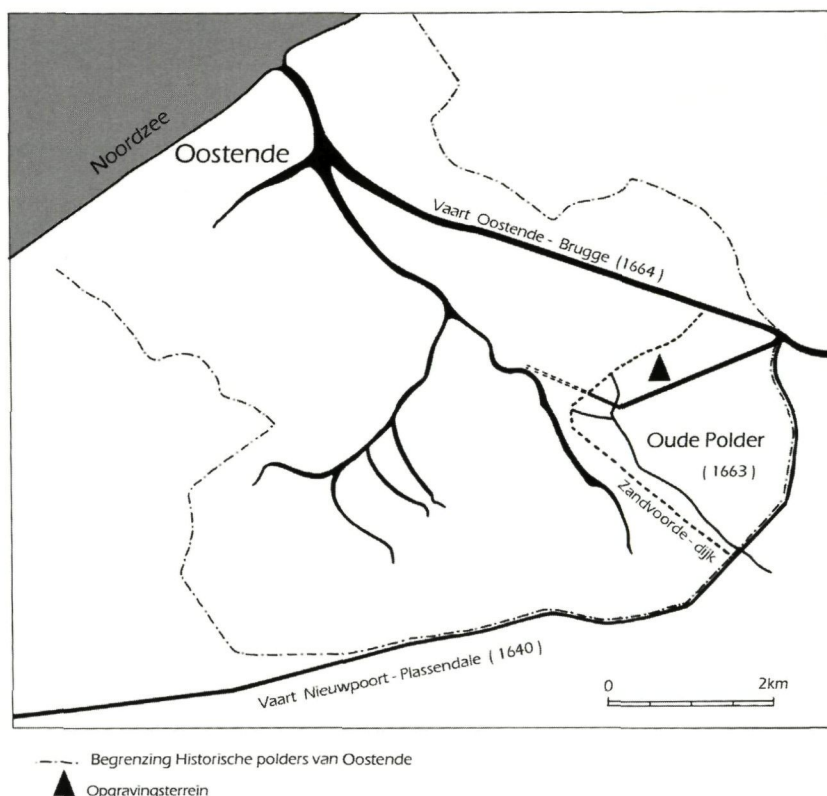 Noordzee
Oostende
Vaart Oostende - Brugge (1664)
Oude Polder
(1663)
Zandvoorde - dijk
Vaart Nieuwpoort - Plassendale (1640)
0 2km
Begrenzing Historische polders van Oostende
Opgravingsterrein